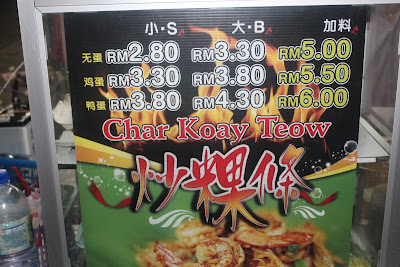 小·S 大·B 加料
无蛋 RM2.80 RM3.30 RM5.00
鸡蛋 RM3.30 RM3.80 RM5.50
鸭蛋 RM3.80 RM4.30 RM6.00
Char Koay Teow
炒粿條